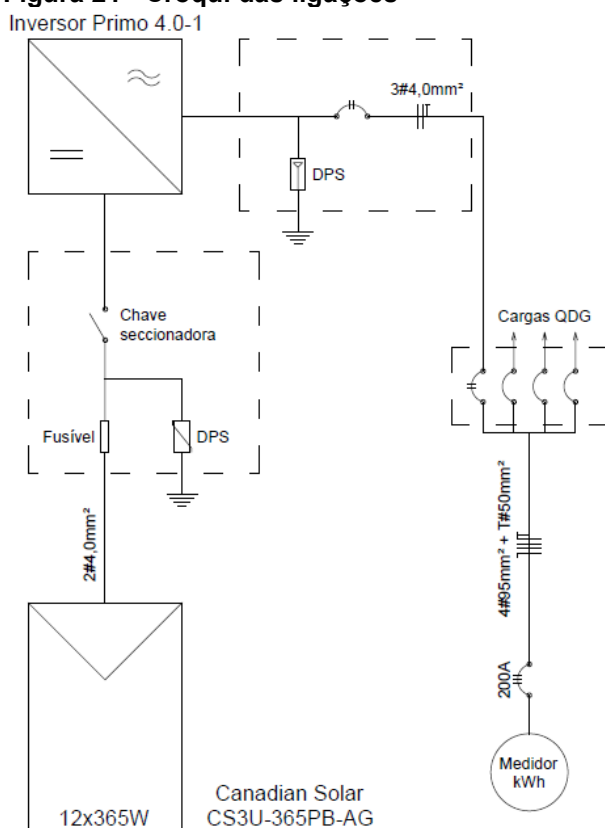 Figura 21 - Croqui das ligações
Inversor Primo 4.0-1
3#4,0mm²
DPS
Chave
seccionadora
Cargas QDG
Fusível
DPS
2#4,0mm²
4#95mm² + T#50mm²
200A
Medidor
kWh
12x365W
Canadian Solar
CS3U-365PB-AG